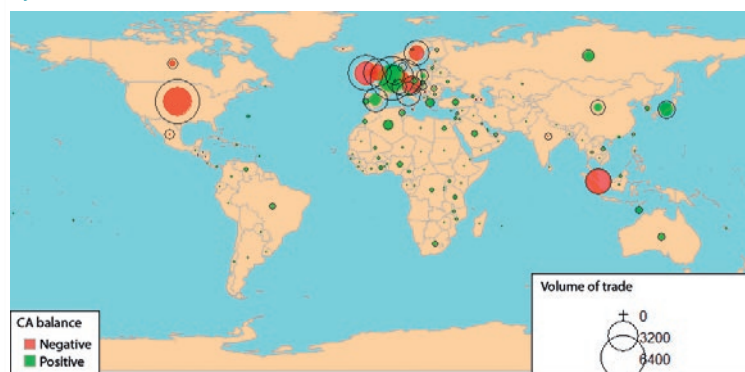 CA balance
Negative
Positive
Volume of trade
0
3200
6400